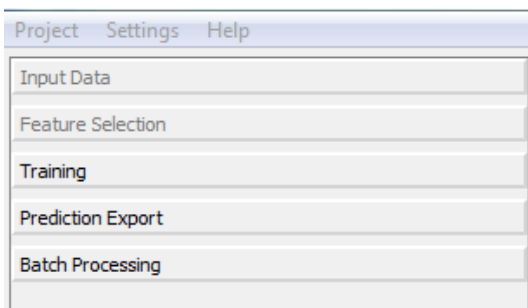 Project Settings Help
Input Data
Feature Selection
Training
Prediction Export
Batch Processing